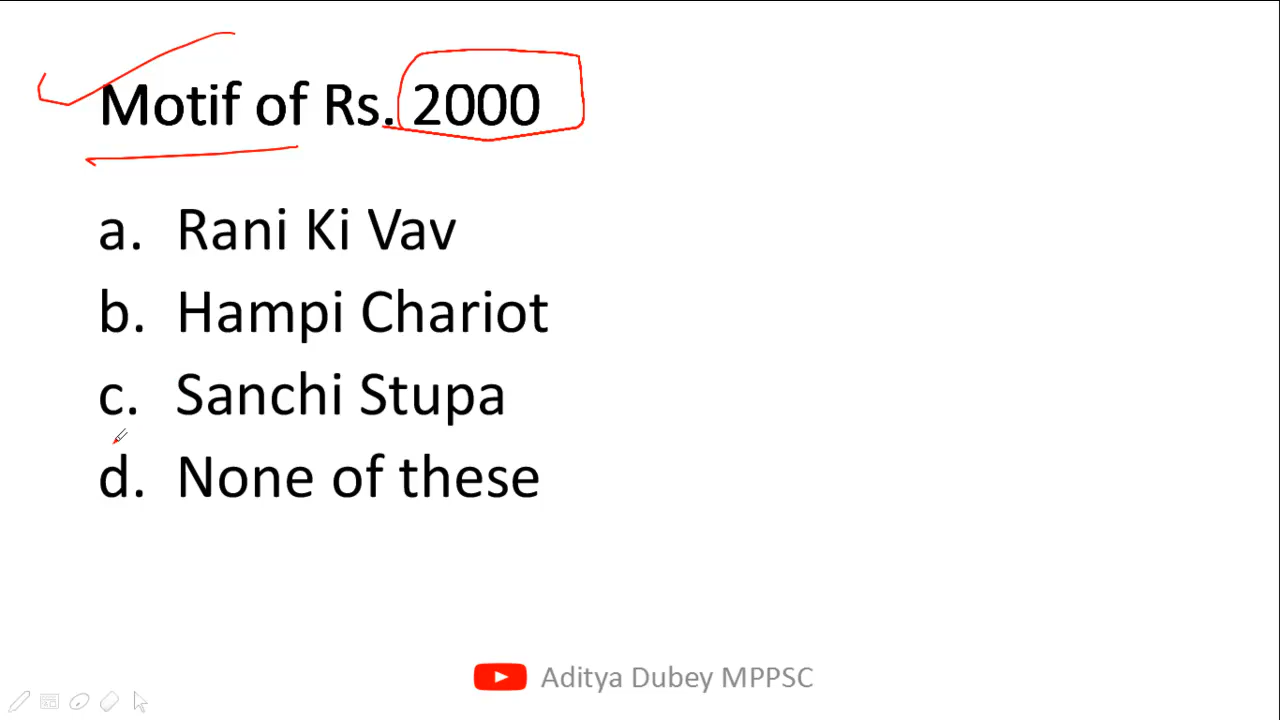 Motif of Rs. 2000
a. Rani Ki Vav
b. Hampi Chariot
c. Sanchi Stupa
d. None of these
Aditya Dubey MPPSC